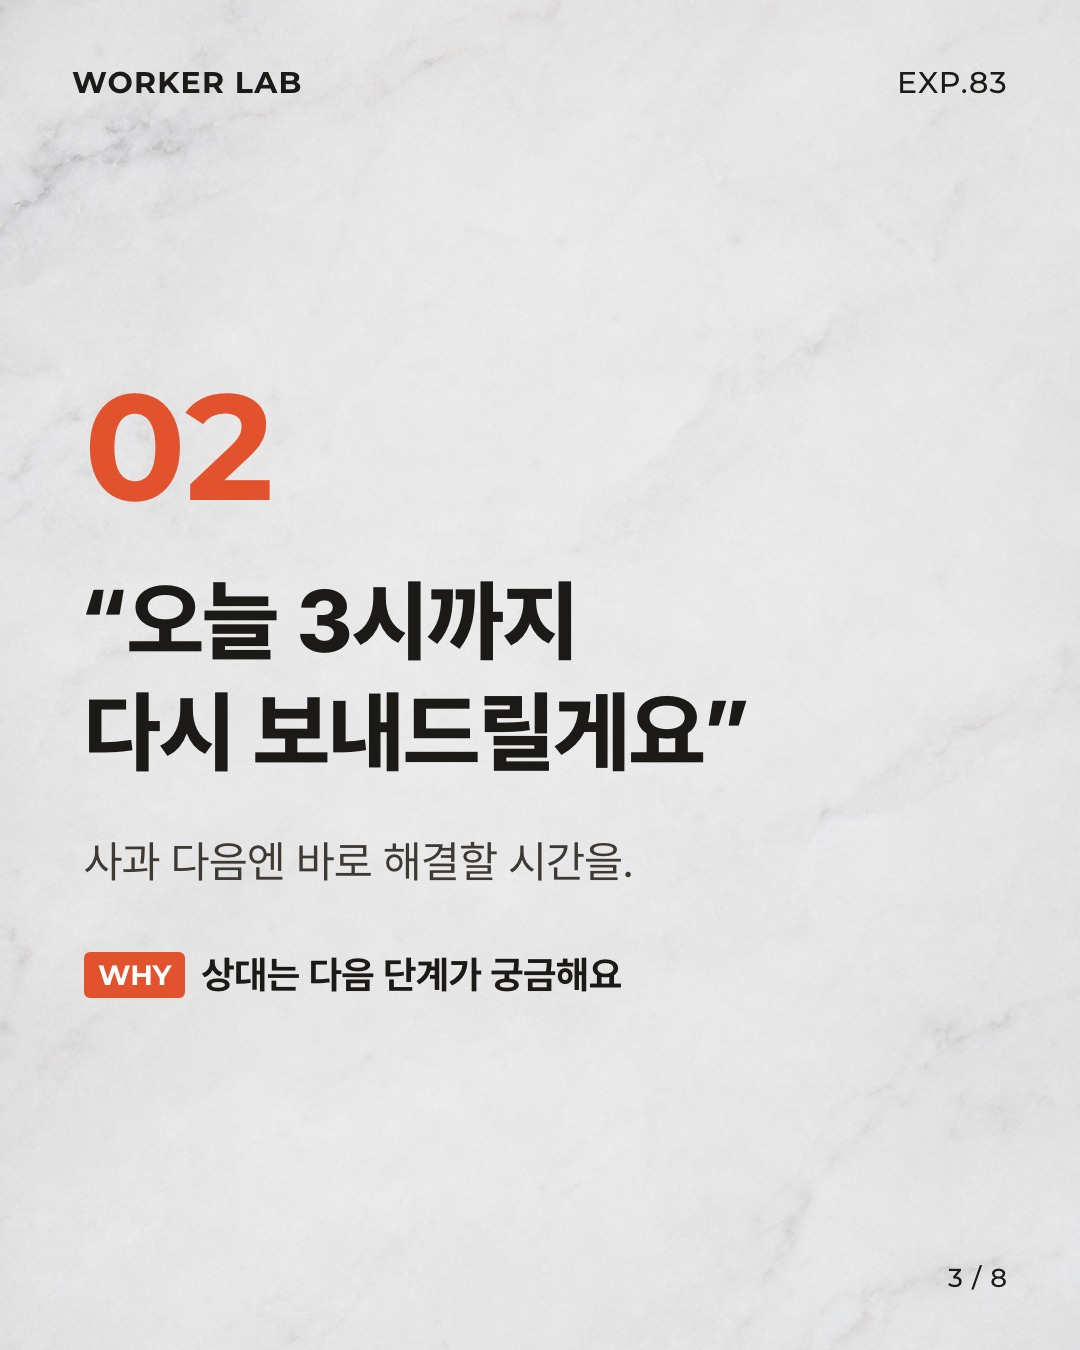 WORKER LAB
EXP.83
02
“오늘 3시까지
다시 보내드릴게요”
사과 다음엔 바로 해결할 시간을.
WHY 상대는 다음 단계가 궁금해요
3 / 8